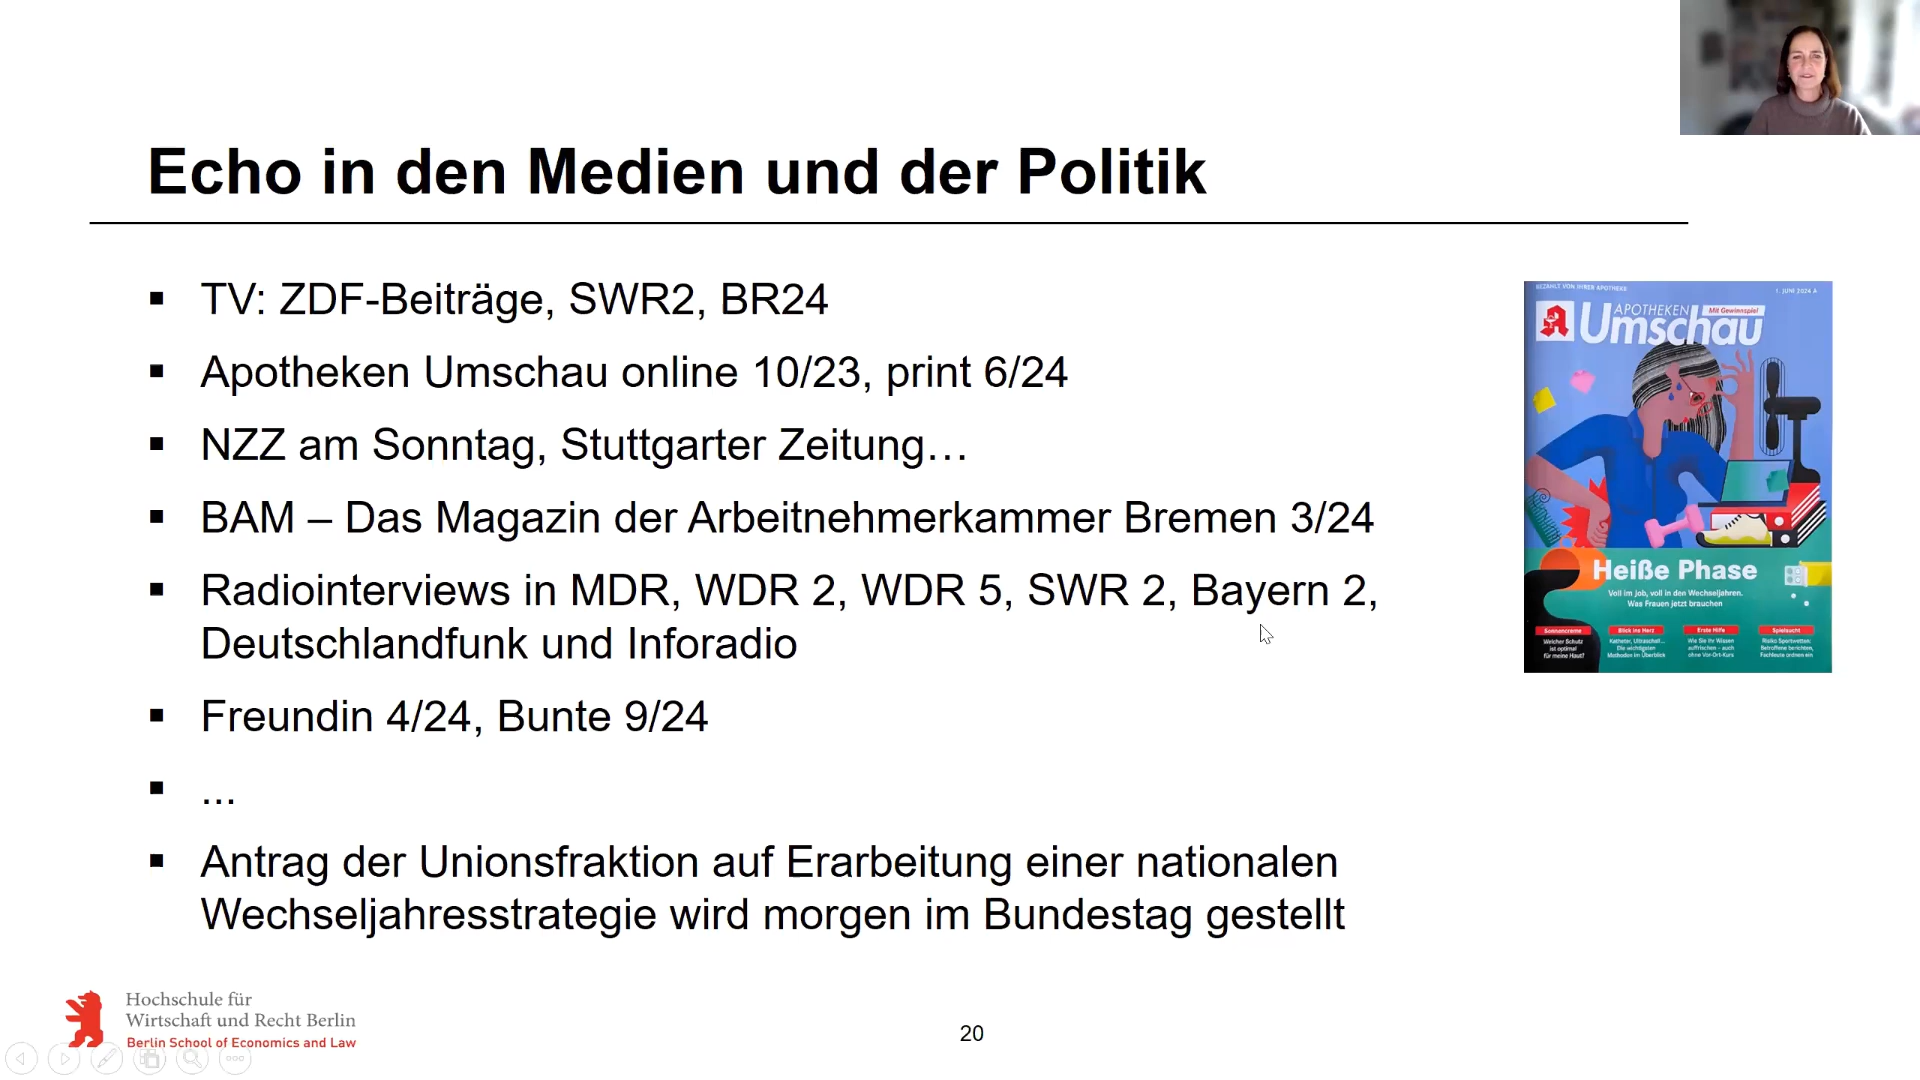 Echo in den Medien und der Politik
TV: ZDF-Beiträge, SWR2, BR24
Apotheken Umschau online 10/23, print 6/24
NZZ am Sonntag, Stuttgarter Zeitung…
BAM – Das Magazin der Arbeitnehmerkammer Bremen 3/24
Radiointerviews in MDR, WDR 2, WDR 5, SWR 2, Bayern 2,
Deutschlandfunk und Inforadio
Freundin 4/24, Bunte 9/24
...
Antrag der Unionsfraktion auf Erarbeitung einer nationalen
Wechseljahresstrategie wird morgen im Bundestag gestellt
BEZAHLT VON IHRER APOTHEKE
1. JUNI 2024 A
APOTHEKEN
Mit Gewinnspiel
Umschau
Heiße Phase
Voll im Job, voll in den Wechseljahren.
Was Frauen jetzt brauchen
Sonnencreme
Welcher Schutz
ist optimal
für meine Haut?
Blick ins Herz
Katheter, Ultraschall...
Die wichtigsten
Methoden im Überblick
Erste Hilfe
Wie Sie Ihr Wissen
auffrischen – auch
ohne Vor-Ort-Kurs
Spielsucht
Risiko Sportwetten:
Betroffene berichten,
Fachleute ordnen ein
Hochschule für
Wirtschaft und Recht Berlin
Berlin School of Economics and Law
20